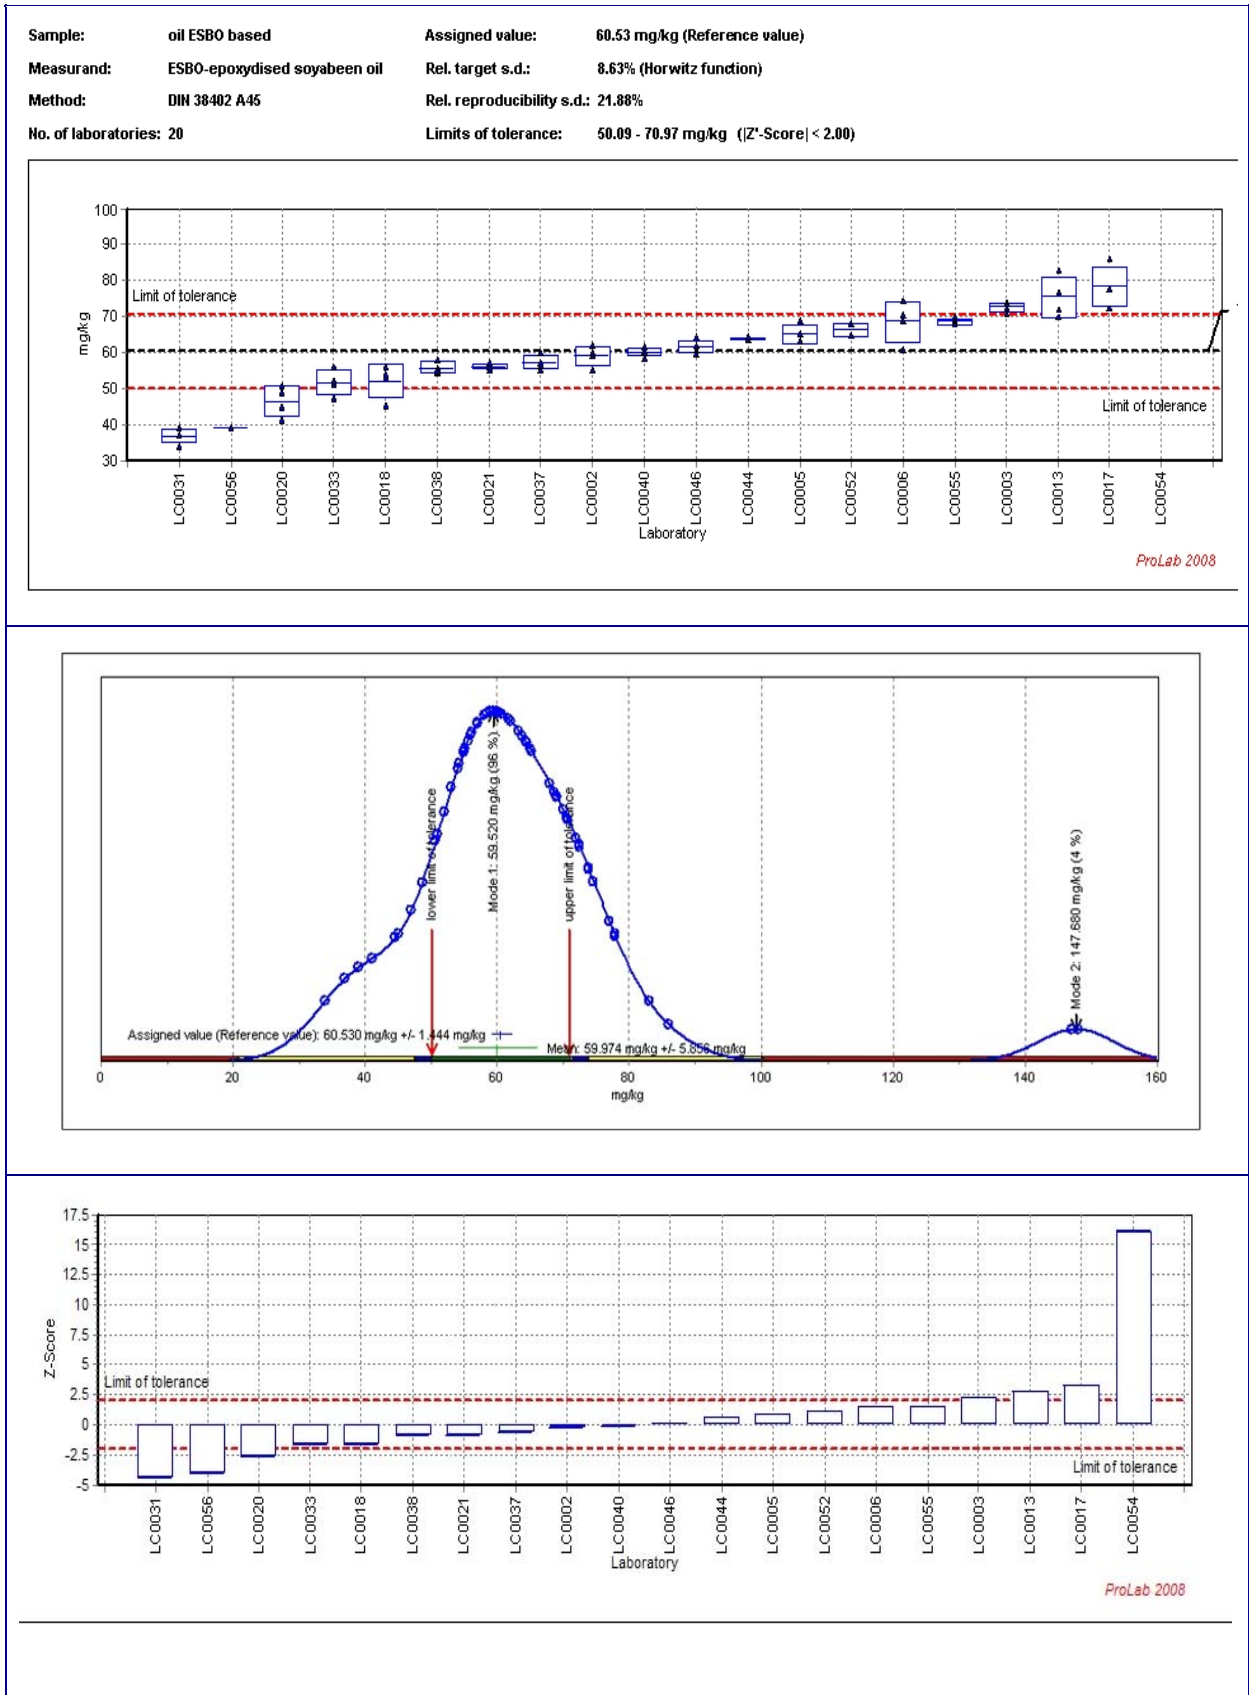 Sample: oil ESBO based Assigned value: 60.53 mg/kg (Reference value)
Measurand: ESBO-epoxydised soyabeen oil Rel. target s.d.: 8.63% (Horwitz function)
Method: DIN 38402 A45 Rel. reproducibility s.d.: 21.88%
No. of laboratories: 20 Limits of tolerance: 50.09 - 70.97 mg/kg (|Z'-Score| < 2.00)
100
90
80
Limit of tolerance
70
mg/kg
60
50
Limit of tolerance
40
30
LC0031 LC0056 LC0020 LC0033 LC0018 LC0038 LC0021 LC0037 LC0002 LC0040 LC0046 LC0044 LC0005 LC0052 LC0006 LC0055 LC0003 LC0013 LC0017 LC0054
Laboratory
ProLab 2008
lower limit of tolerance
Mode 1: 59.520 mg/kg (96 %)
upper limit of tolerance
Mode 2: 147.680 mg/kg (4 %)
Assigned value (Reference value): 60.530 mg/kg +/- 1.444 mg/kg
Mean: 59.974 mg/kg +/- 5.856 mg/kg
0 20 40 60 80 100 120 140 160
mg/kg
17.5
15
12.5
10
7.5
Z-Score
5
Limit of tolerance
2.5
0
-2.5
Limit of tolerance
-5
LC0031 LC0056 LC0020 LC0033 LC0018 LC0038 LC0021 LC0037 LC0002 LC0040 LC0046 LC0044 LC0005 LC0052 LC0006 LC0055 LC0003 LC0013 LC0017 LC0054
Laboratory
ProLab 2008